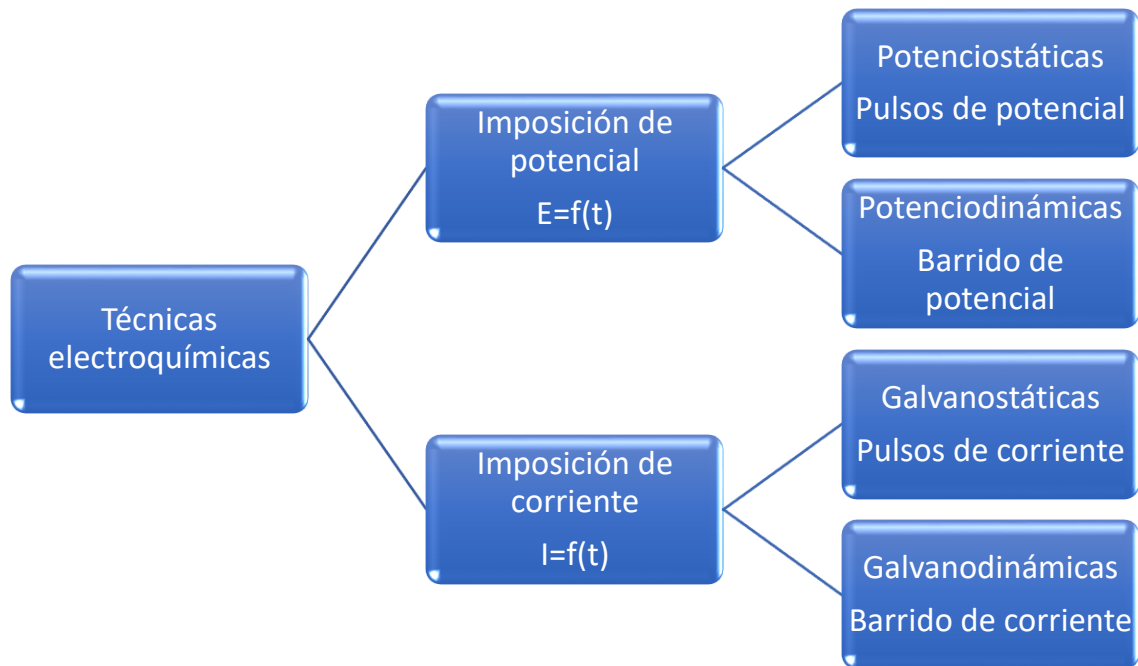 Técnicas
electroquímicas
Imposición de
potencial
E=f(t)
Potenciostáticas
Pulsos de potencial
Potenciodinámicas
Barrido de
potencial
Imposición de
corriente
I=f(t)
Galvanostáticas
Pulsos de corriente
Galvanodinámicas
Barrido de corriente